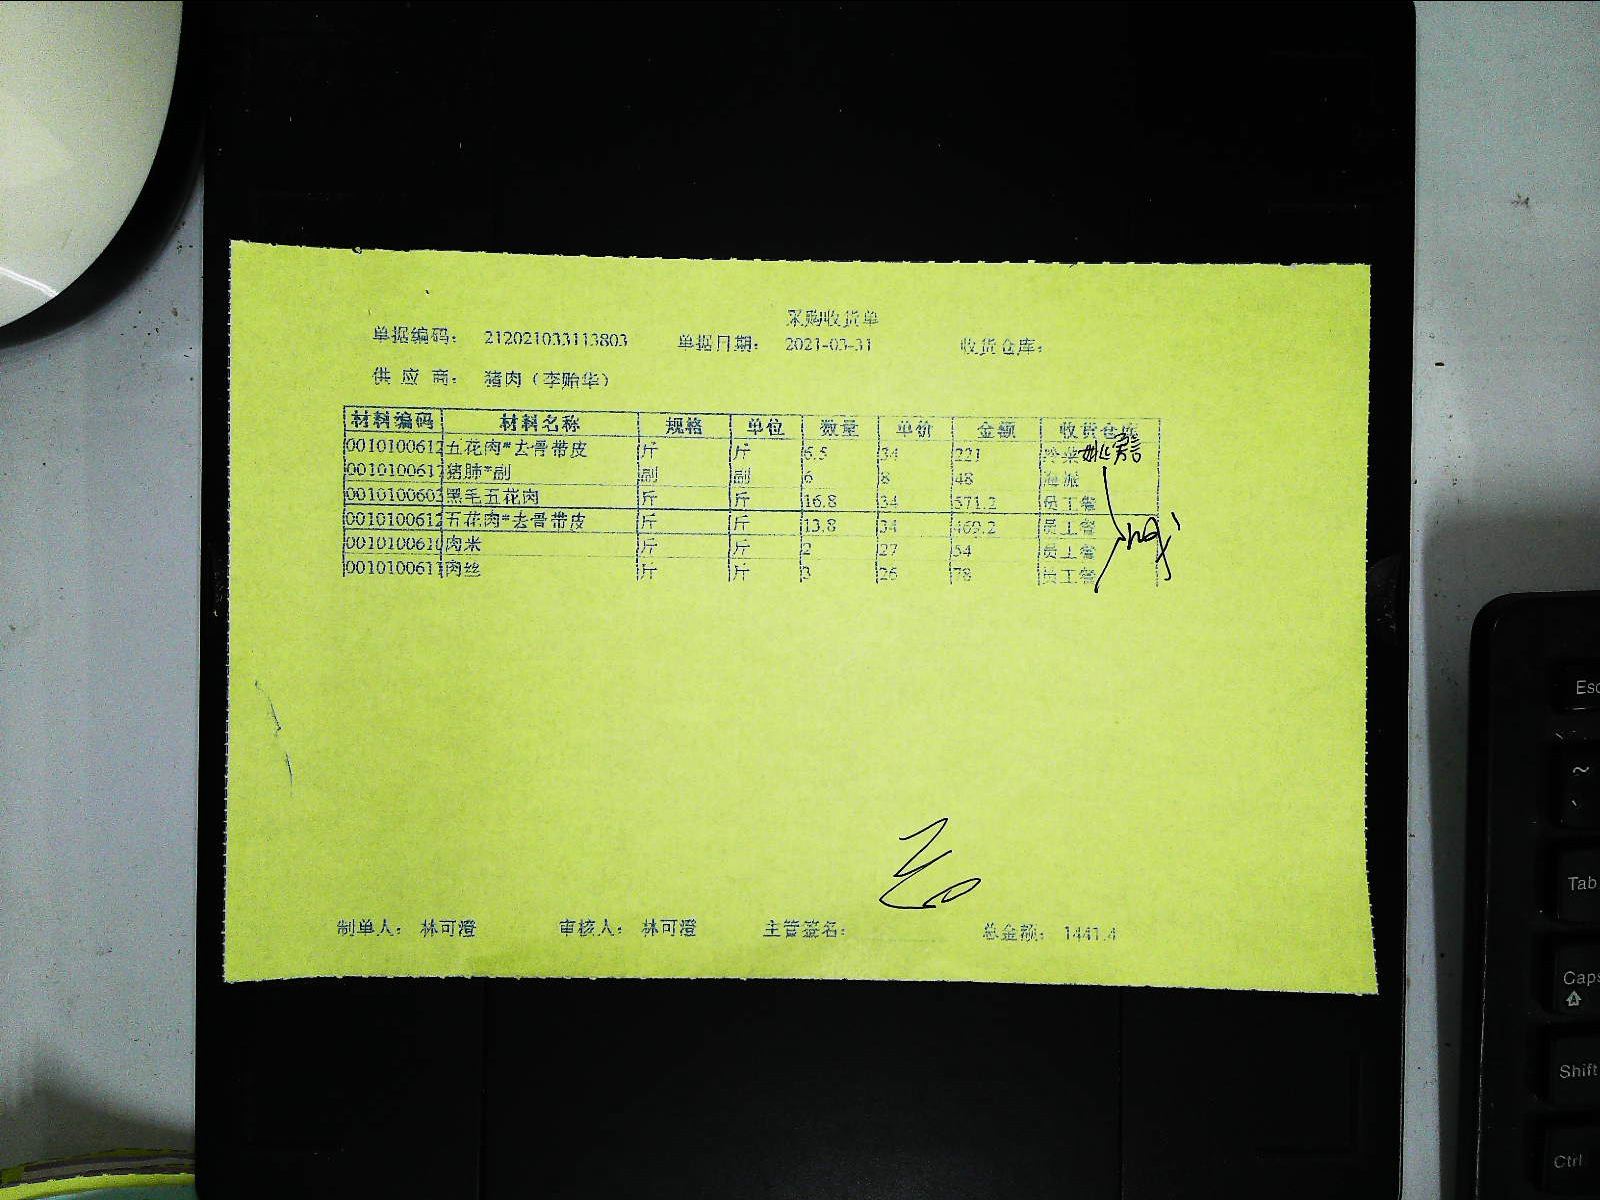 采购收货单
单据编码： 212021033113803 单据日期： 2021-03-31 收货仓库：
供 应 商： 猪肉（李贻华）
材料编码 材料名称 规格 单位 数量 单价 金额 收货仓库
0010100612 五花肉*去骨带皮 斤 斤 6.5 34 221 冷菜
0010100617 猪肺*副 副 副 6 8 48 海派
0010100603 黑毛五花肉 斤 斤 16.8 34 571.2 员工餐
0010100612 五花肉*去骨带皮 斤 斤 13.8 34 469.2 员工餐
0010100610 肉米 斤 斤 2 27 54 员工餐
0010100611 肉丝 斤 斤 3 26 78 员工餐
制单人： 林可澄 审核人： 林可澄 主管签名： 总金额： 1441.4
Esc
~
Tab
Caps
Shift
Ctrl